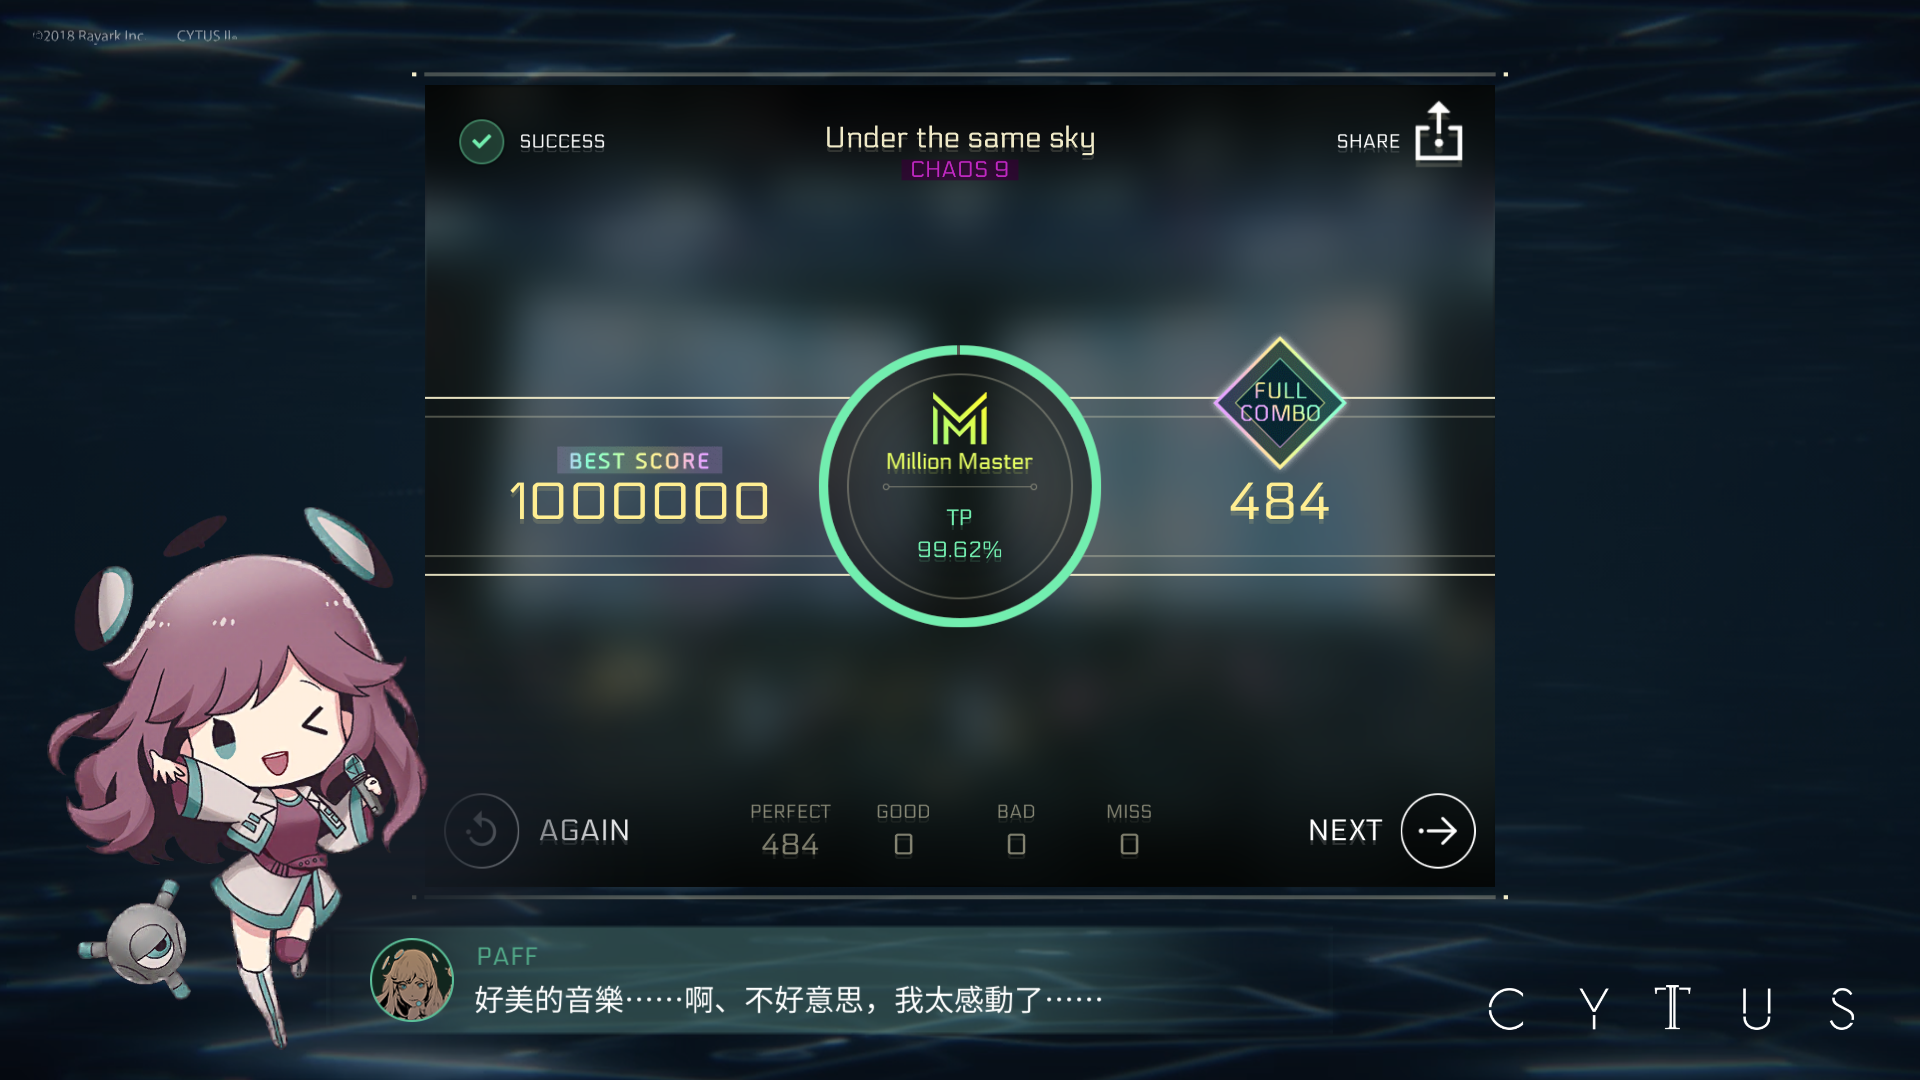 ©2018 Rayark Inc. CYTUS II
SUCCESS
Under the same sky
CHAOS 9
SHARE
FULL
COMBO
BEST SCORE
1000000
Million Master
TP
99.62%
484
AGAIN
PERFECT GOOD BAD MISS
484 0 0 0
NEXT
PAFF
好美的音樂⋯⋯啊、不好意思，我太感動了⋯⋯
CYTUS